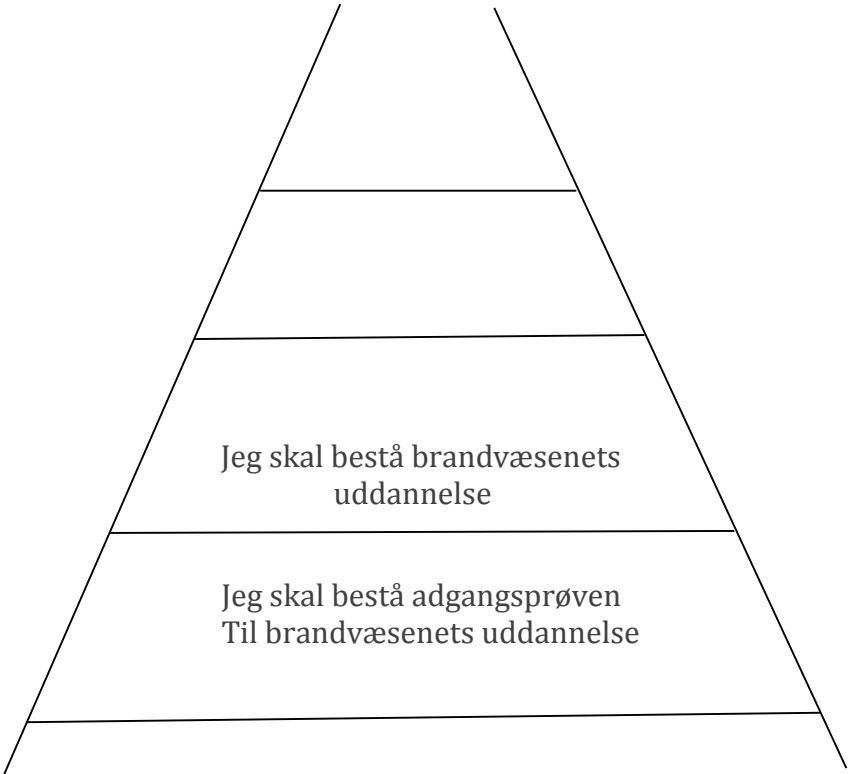 Jeg skal bestå brandvæsenets
uddannelse
Jeg skal bestå adgangsprøven
Til brandvæsenets uddannelse